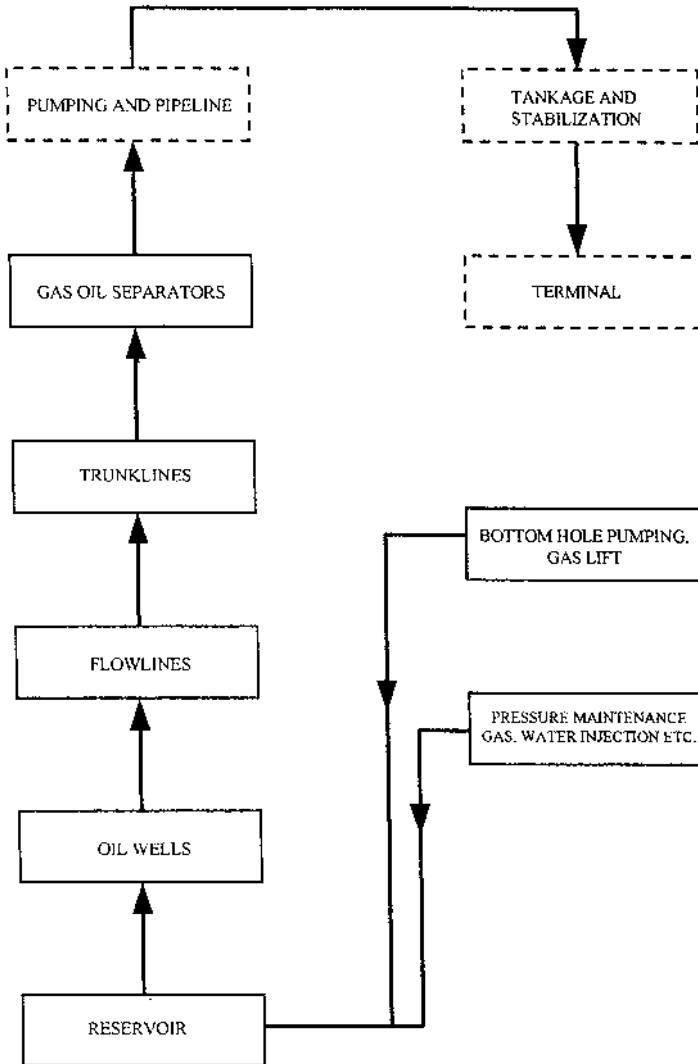 PUMPING AND PIPELINE
TANKAGE AND
STABILIZATION
GAS OIL SEPARATORS
TERMINAL
TRUNKLINES
BOTTOM HOLE PUMPING,
GAS LIFT
FLOWLINES
PRESSURE MAINTENANCE
GAS, WATER INJECTION ETC.
OIL WELLS
RESERVOIR